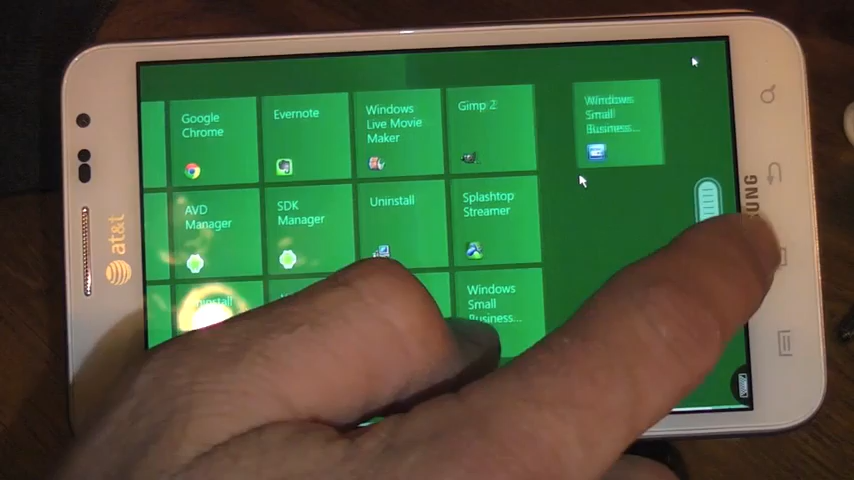 at&t
Google
Chrome
Evernote
Windows
Live Movie
Maker
Gimp 2
Windows
Small
Business...
AVD
Manager
SDK
Manager
Uninstall
Splashtop
Streamer
Uninstall
Windows
Small
Business...